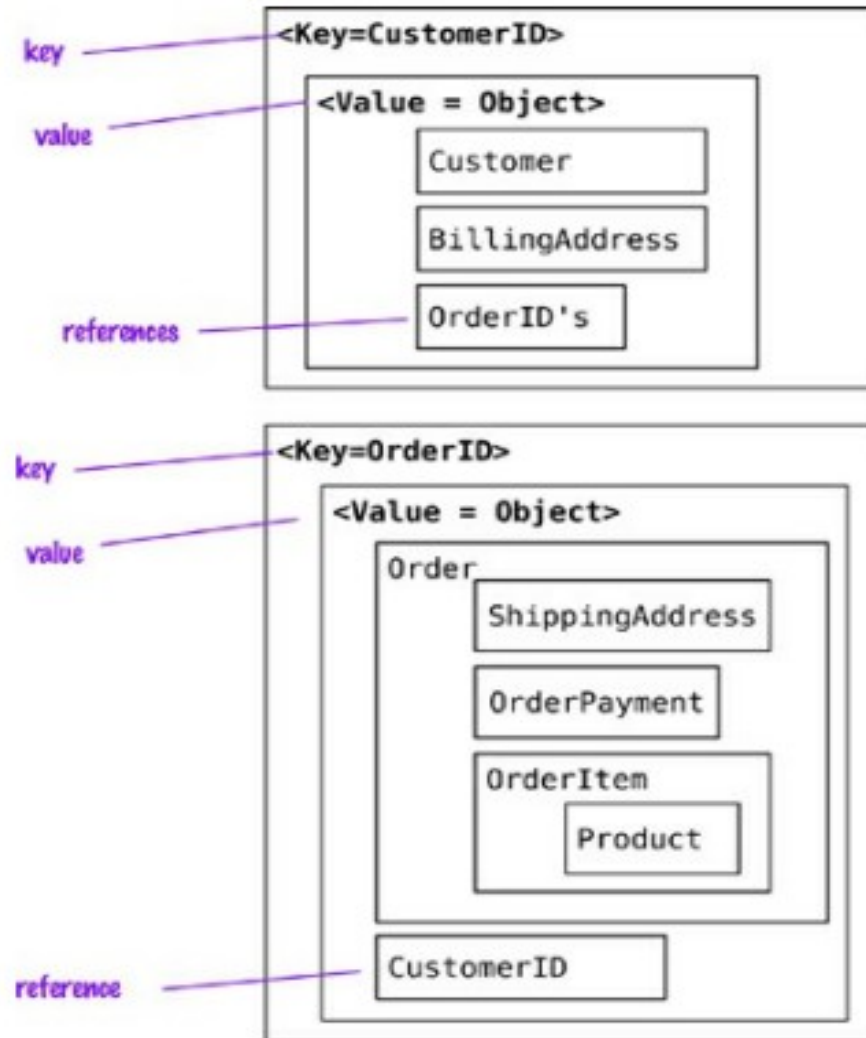 key
<Key=CustomerID>
value
<Value = Object>
Customer
BillingAddress
references
OrderID's
key
<Key=OrderID>
value
<Value = Object>
Order
ShippingAddress
OrderPayment
OrderItem
Product
reference
CustomerID